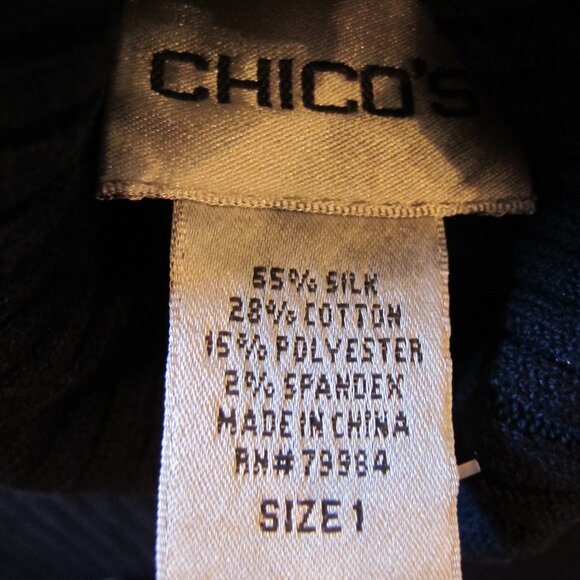 CHICO'S
55% SILK
28% COTTON
15% POLYESTER
2% SPANDEX
MADE IN CHINA
RN#79984
SIZE 1